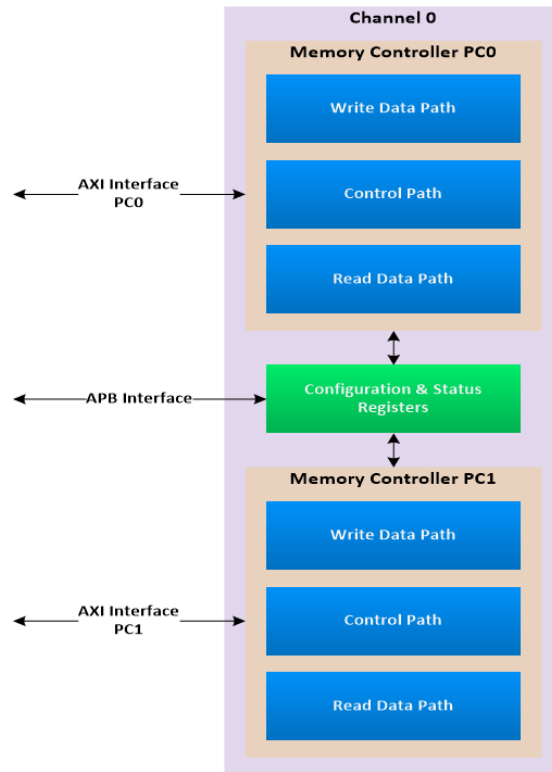 Channel 0
Memory Controller PC0
Write Data Path
AXI Interface
PC0
Control Path
Read Data Path
APB Interface
Configuration & Status
Registers
Memory Controller PC1
Write Data Path
AXI Interface
PC1
Control Path
Read Data Path